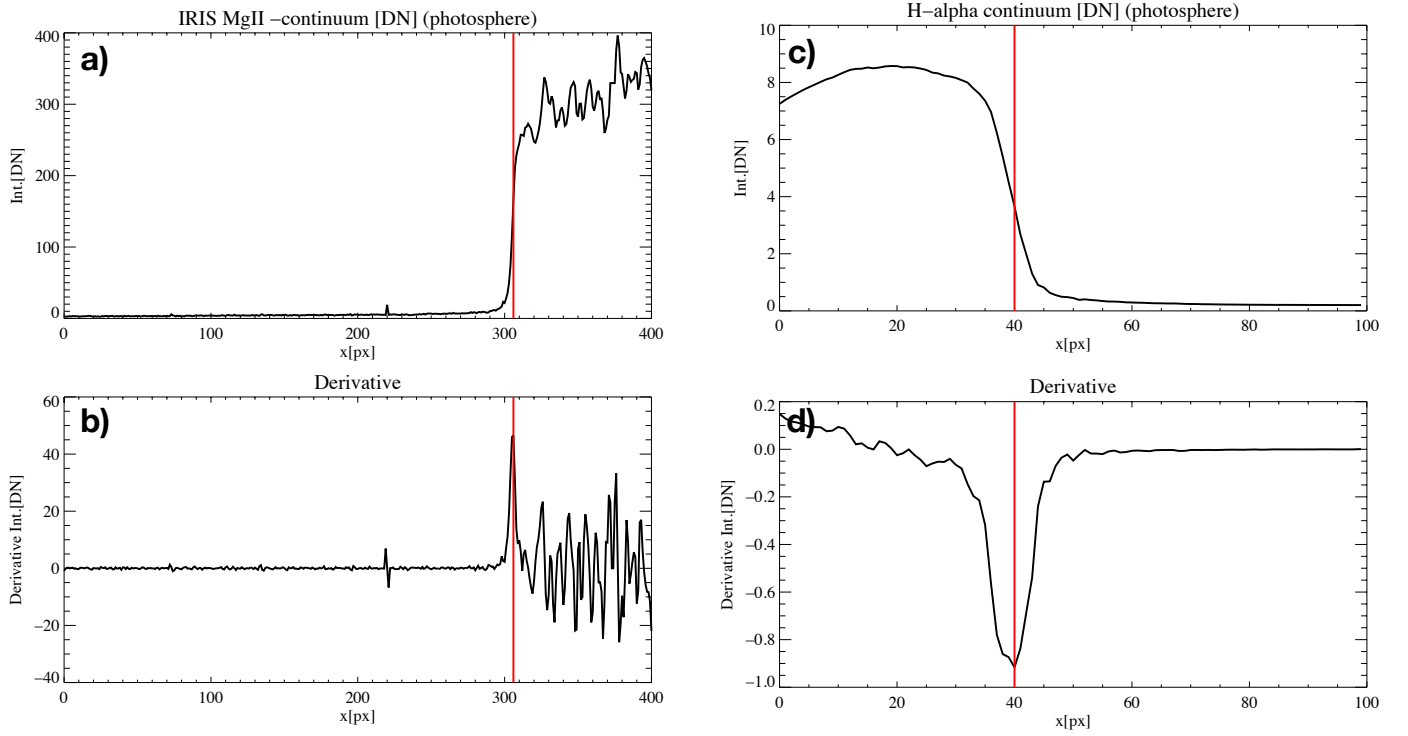 IRIS MgII −continuum [DN] (photosphere)
a)
400
300
200
100
0
Int.[DN]
0 100 200 300 400
x[px]
H−alpha continuum [DN] (photosphere)
c)
10
8
6
4
2
0
Int.[DN]
0 20 40 60 80 100
x[px]
Derivative
b)
60
40
20
0
−20
−40
Derivative Int.[DN]
0 100 200 300 400
x[px]
Derivative
d)
0.2
0.0
−0.2
−0.4
−0.6
−0.8
−1.0
Derivative Int.[DN]
0 20 40 60 80 100
x[px]